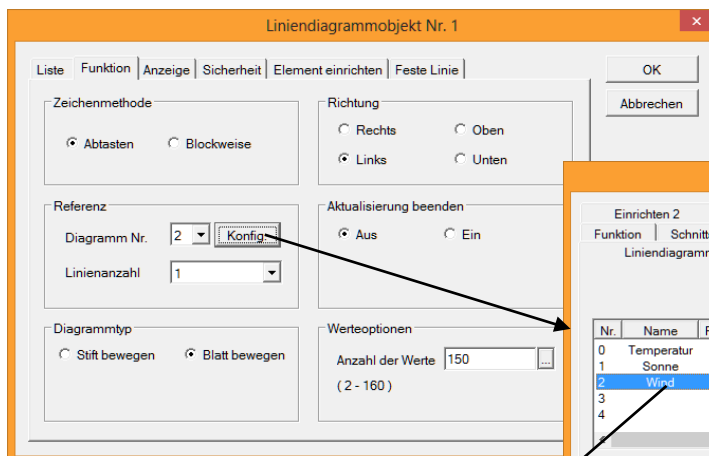 Liniendiagrammobjekt Nr. 1
Liste Funktion Anzeige Sicherheit Element einrichten Feste Linie
OK
Abbrechen
Zeichenmethode
Abtasten Blockweise
Richtung
Rechts Oben
Links Unten
Referenz
Diagramm Nr. 2 Konfig.
Linienanzahl 1
Aktualisierung beenden
Aus Ein
Diagrammtyp
Stift bewegen Blatt bewegen
Werteoptionen
Anzahl der Werte 150 ...
( 2 - 160 )
Einrichten 2
Funktion
Nr. Name
0 Temperatur
1 Sonne
2 Wind
3
4